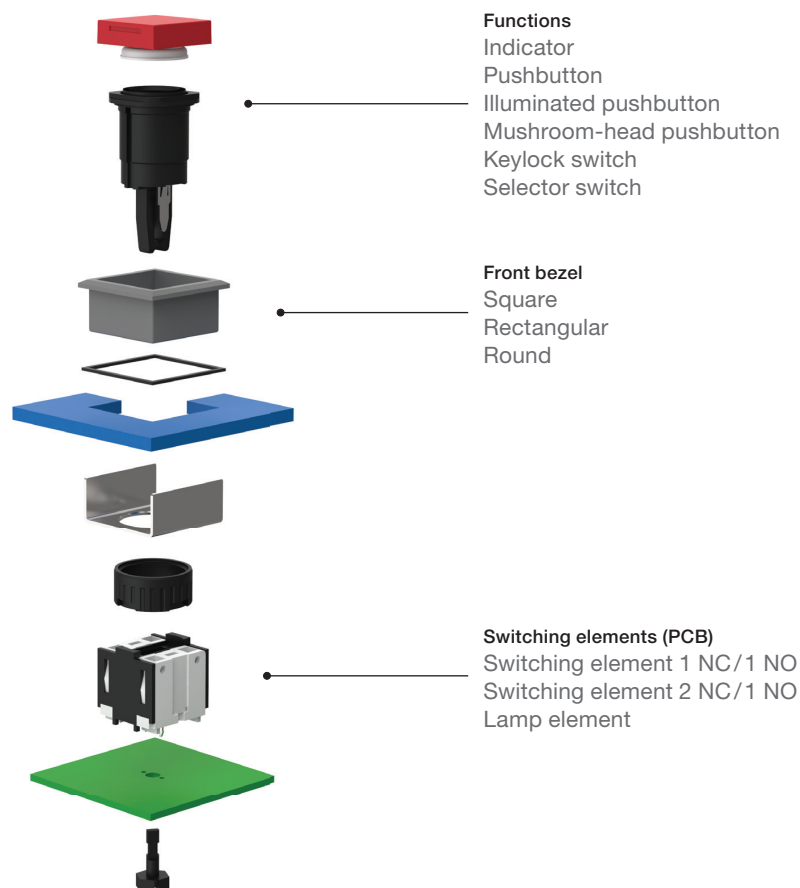 Functions
Indicator
Pushbutton
Illuminated pushbutton
Mushroom-head pushbutton
Keylock switch
Selector switch
Front bezel
Square
Rectangular
Round
Switching elements (PCB)
Switching element 1 NC/1 NO
Switching element 2 NC/1 NO
Lamp element